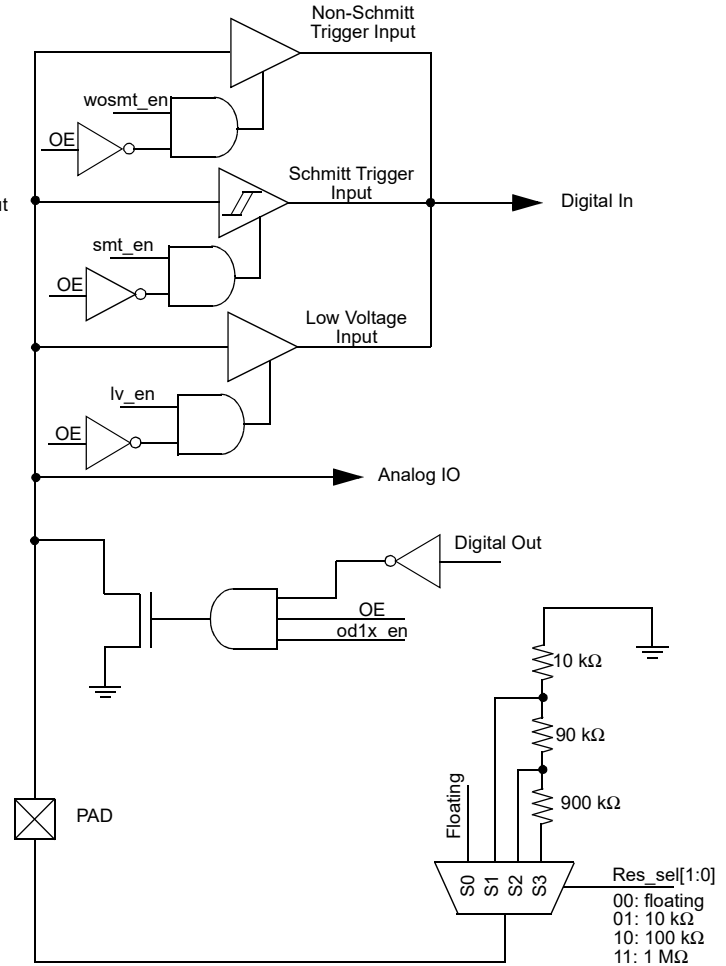 Non-Schmitt
Trigger Input
wosmt_en
OE
Schmitt Trigger
Input
Digital In
smt_en
OE
Low Voltage
Input
lv_en
OE
Analog IO
Digital Out
OE
od1x_en
10 kΩ
90 kΩ
900 kΩ
Floating
PAD
S0
S1
S2
S3
Res_sel[1:0]
00: floating
01: 10 kΩ
10: 100 kΩ
11: 1 MΩ